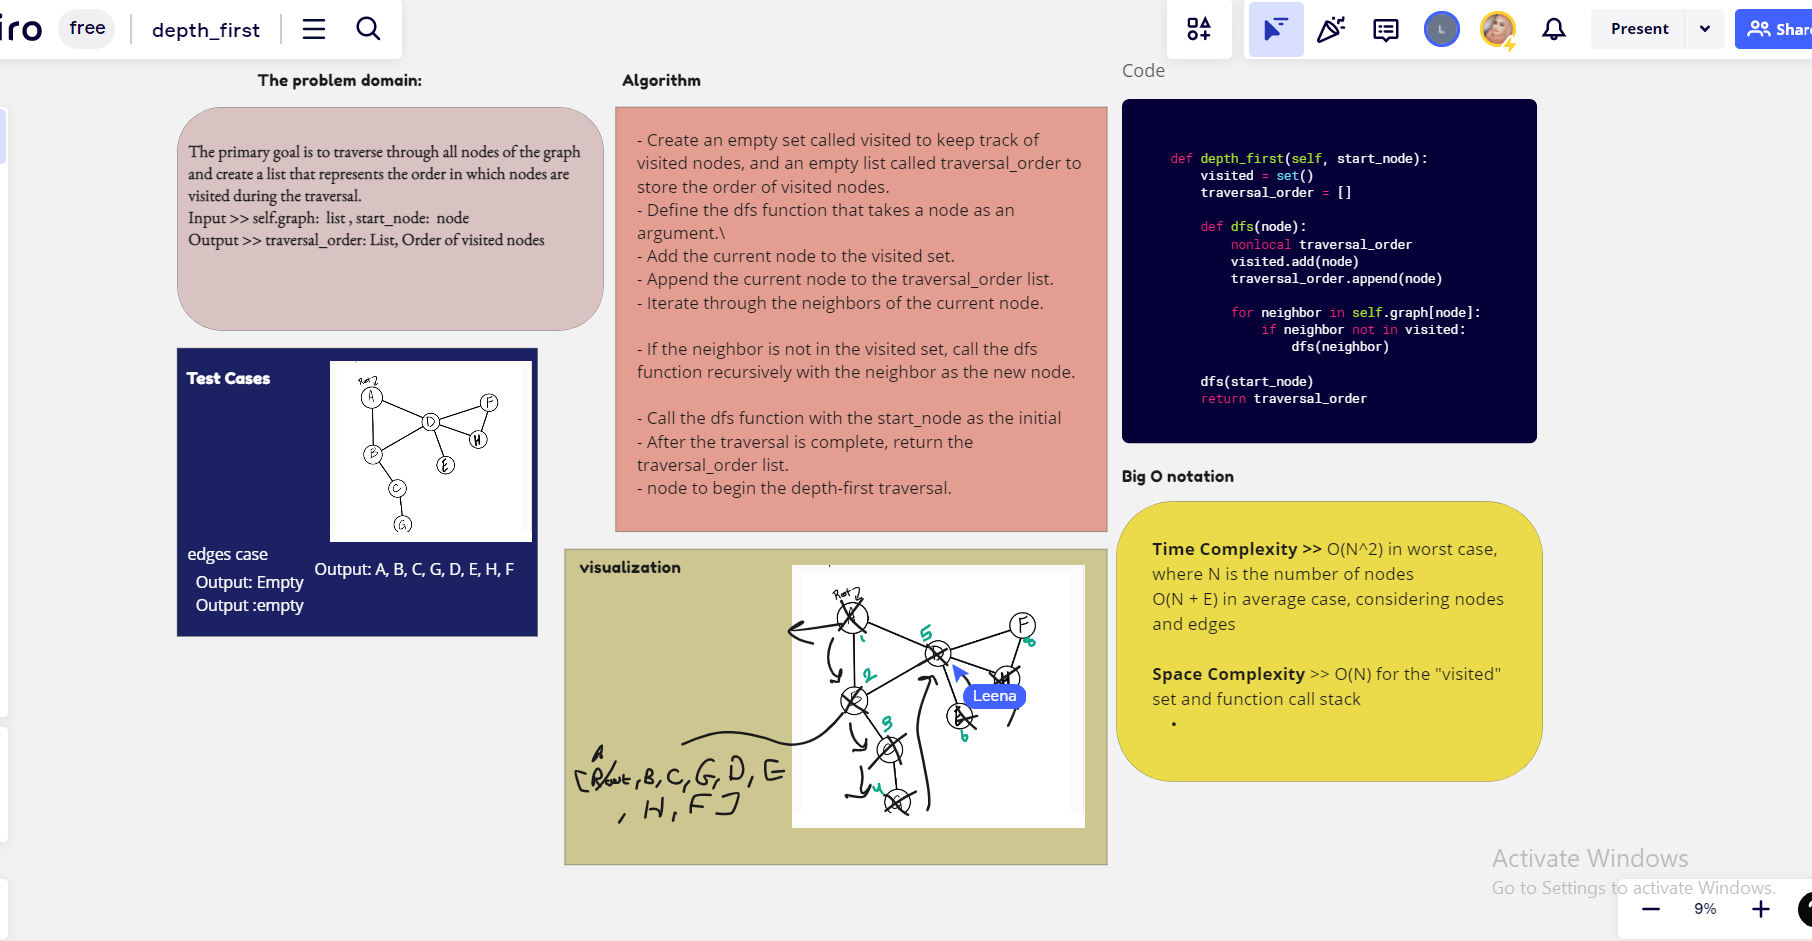 iro
free
depth_first
Present
Share
L
The problem domain:
The primary goal is to traverse through all nodes of the graph
and create a list that represents the order in which nodes are
visited during the traversal.
Input >> self.graph: list , start_node: node
Output >> traversal_order: List, Order of visited nodes
Test Cases
Root
A
F
D
H
B
E
C
G
edges case
Output: A, B, C, G, D, E, H, F
Output: Empty
Output :empty
Algorithm
- Create an empty set called visited to keep track of
visited nodes, and an empty list called traversal_order to
store the order of visited nodes.
- Define the dfs function that takes a node as an
argument.\
- Add the current node to the visited set.
- Append the current node to the traversal_order list.
- Iterate through the neighbors of the current node.
- If the neighbor is not in the visited set, call the dfs
function recursively with the neighbor as the new node.
- Call the dfs function with the start_node as the initial
- After the traversal is complete, return the
traversal_order list.
- node to begin the depth-first traversal.
visualization
Root
A
1
F
8
5
D
H
2
B
Leena
E
6
3
C
4
G
A
[Root, B, C, G, D, E
, H, F]
Code
def depth_first(self, start_node):
visited = set()
traversal_order = []
def dfs(node):
nonlocal traversal_order
visited.add(node)
traversal_order.append(node)
for neighbor in self.graph[node]:
if neighbor not in visited:
dfs(neighbor)
dfs(start_node)
return traversal_order
Big O notation
Time Complexity >> O(N^2) in worst case,
where N is the number of nodes
O(N + E) in average case, considering nodes
and edges
Space Complexity >> O(N) for the "visited"
set and function call stack
Activate Windows
Go to Settings to activate Windows.
9%